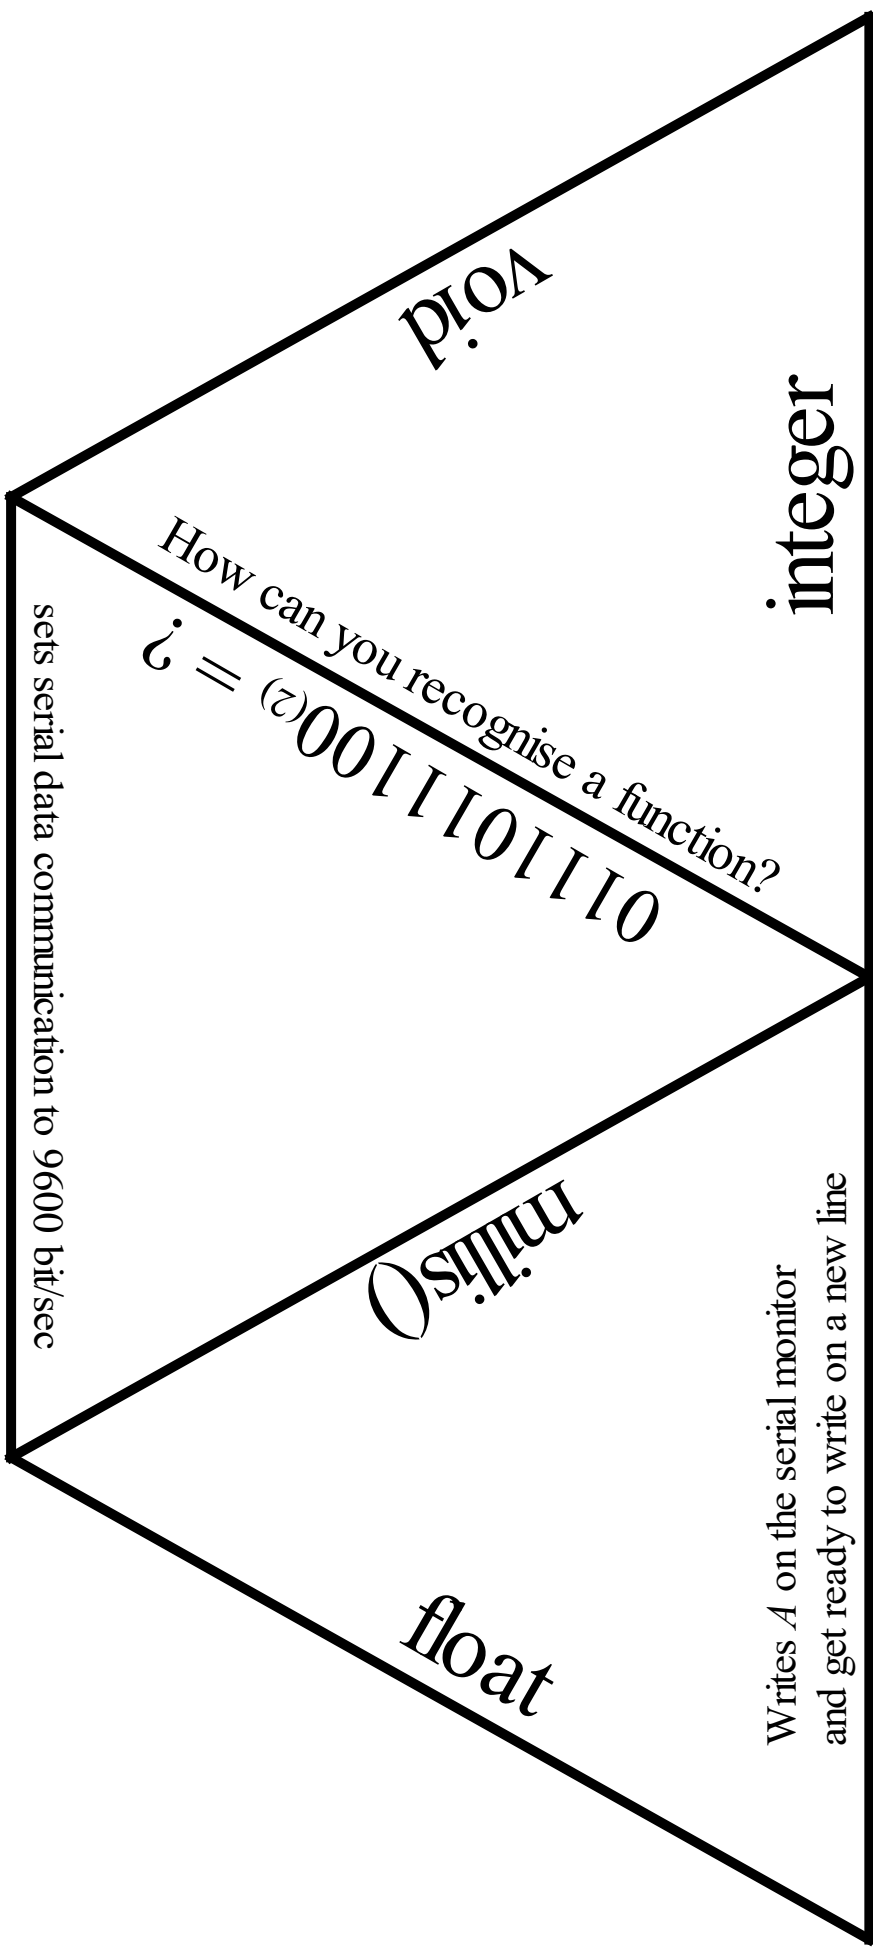 void
integer
How can you recognise a function?
0111011100(2) = ?
sets serial data communication to 9600 bit/sec
millis()
Writes A on the serial monitor
and get ready to write on a new line
float